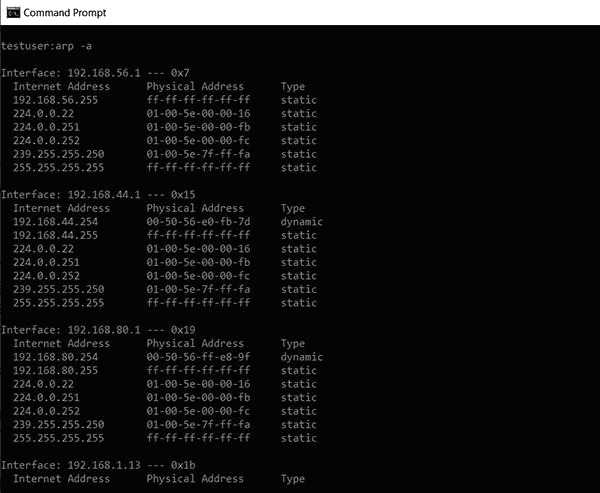 Command Prompt
testuser:arp -a
Interface: 192.168.56.1 --- 0x7
Internet Address Physical Address Type
192.168.56.255 ff-ff-ff-ff-ff-ff static
224.0.0.22 01-00-5e-00-00-16 static
224.0.0.251 01-00-5e-00-00-fb static
224.0.0.252 01-00-5e-00-00-fc static
239.255.255.250 01-00-5e-7f-ff-fa static
255.255.255.255 ff-ff-ff-ff-ff-ff static
Interface: 192.168.44.1 --- 0x15
Internet Address Physical Address Type
192.168.44.254 00-50-56-e0-fb-7d dynamic
192.168.44.255 ff-ff-ff-ff-ff-ff static
224.0.0.22 01-00-5e-00-00-16 static
224.0.0.251 01-00-5e-00-00-fb static
224.0.0.252 01-00-5e-00-00-fc static
239.255.255.250 01-00-5e-7f-ff-fa static
255.255.255.255 ff-ff-ff-ff-ff-ff static
Interface: 192.168.80.1 --- 0x19
Internet Address Physical Address Type
192.168.80.254 00-50-56-ff-e8-9f dynamic
192.168.80.255 ff-ff-ff-ff-ff-ff static
224.0.0.22 01-00-5e-00-00-16 static
224.0.0.251 01-00-5e-00-00-fb static
224.0.0.252 01-00-5e-00-00-fc static
239.255.255.250 01-00-5e-7f-ff-fa static
255.255.255.255 ff-ff-ff-ff-ff-ff static
Interface: 192.168.1.13 --- 0x1b
Internet Address Physical Address Type